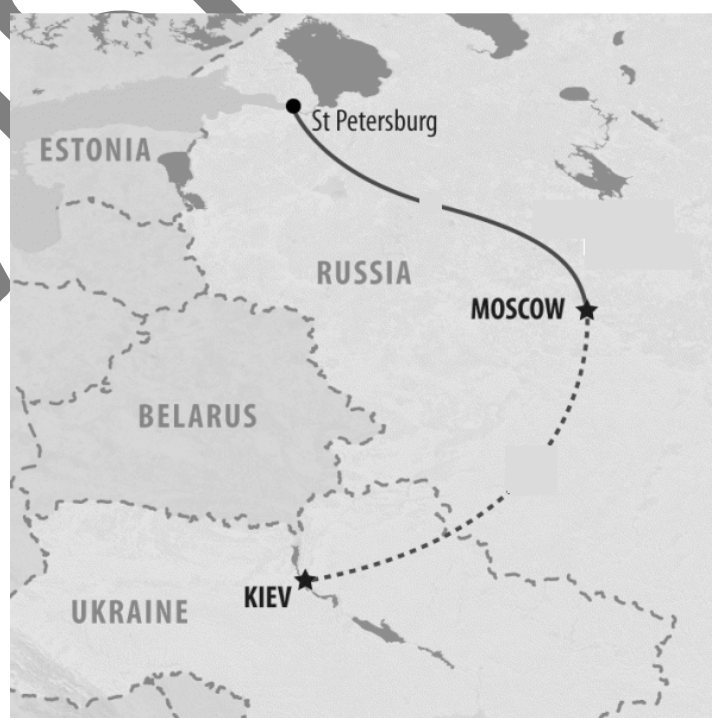 St Petersburg
ESTONIA
RUSSIA
MOSCOW
BELARUS
KIEV
UKRAINE